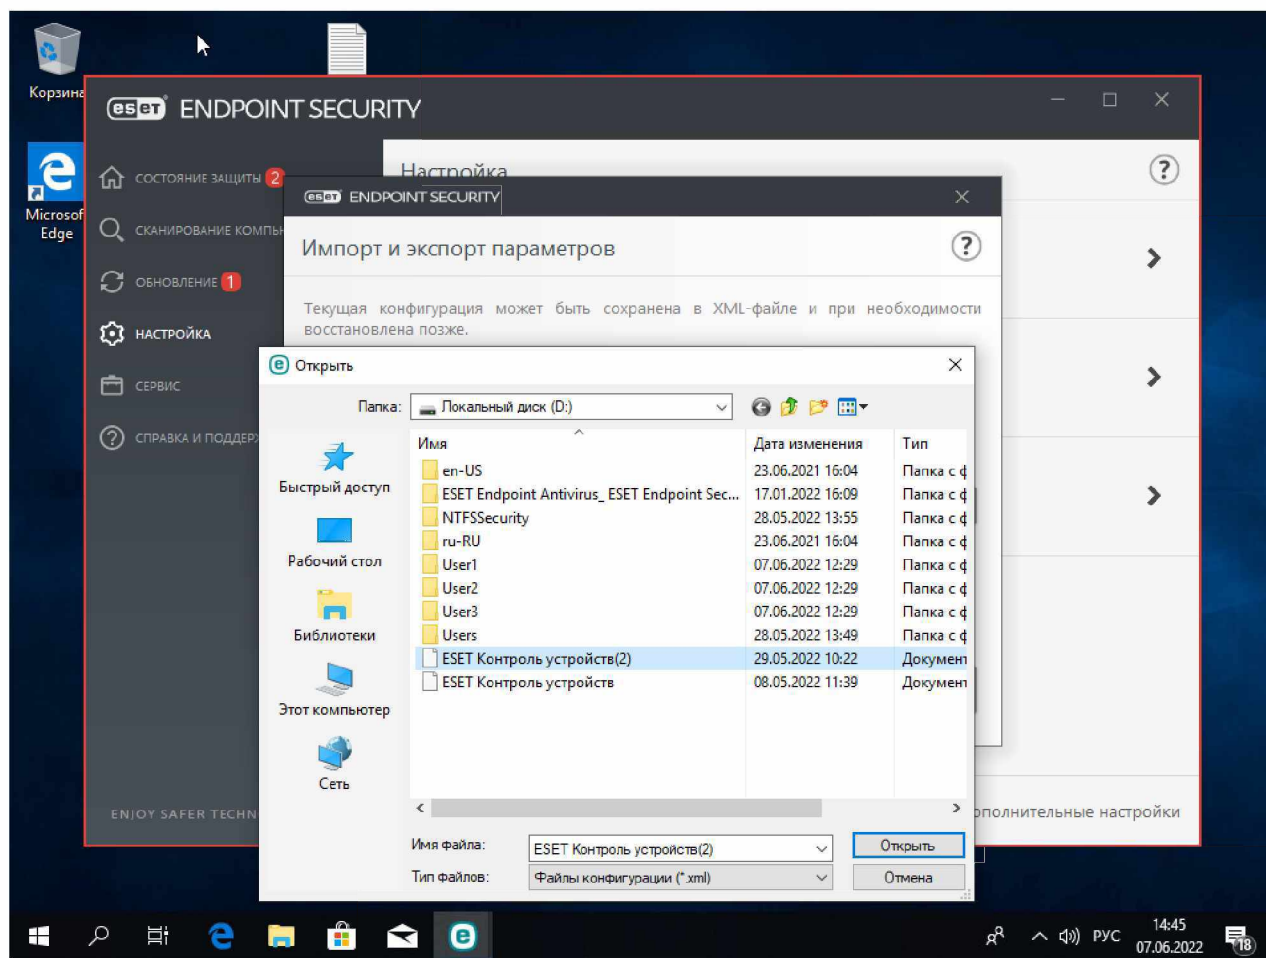 Корзина
Microsof
Edge
eset ENDPOINT SECURITY
СОСТОЯНИЕ ЗАЩИТЫ 2
СКАНИРОВАНИЕ КОМПЬ
ОБНОВЛЕНИЕ 1
НАСТРОЙКА
СЕРВИС
СПРАВКА И ПОДДЕР
ENJOY SAFER TECHN
Настройка
?
eset ENDPOINT SECURITY
Импорт и экспорт параметров
?
Текущая конфигурация может быть сохранена в XML-файле и при необходимости
восстановлена позже.
Открыть
Папка: Локальный диск (D:)
Быстрый доступ
Рабочий стол
Библиотеки
Этот компьютер
Сеть
Имя Дата изменения Тип
en-US 23.06.2021 16:04 Папка с ф
ESET Endpoint Antivirus_ ESET Endpoint Sec... 17.01.2022 16:09 Папка с ф
NTFSSecurity 28.05.2022 13:55 Папка с ф
ru-RU 23.06.2021 16:04 Папка с ф
User1 07.06.2022 12:29 Папка с ф
User2 07.06.2022 12:29 Папка с ф
User3 07.06.2022 12:29 Папка с ф
Users 28.05.2022 13:49 Папка с ф
ESET Контроль устройств(2) 29.05.2022 10:22 Документ
ESET Контроль устройств 08.05.2022 11:39 Документ
Имя файла: ESET Контроль устройств(2) Открыть
Тип файлов: Файлы конфигурации (*.xml) Отмена
ополнительные настройки
РУС
14:45
07.06.2022
18